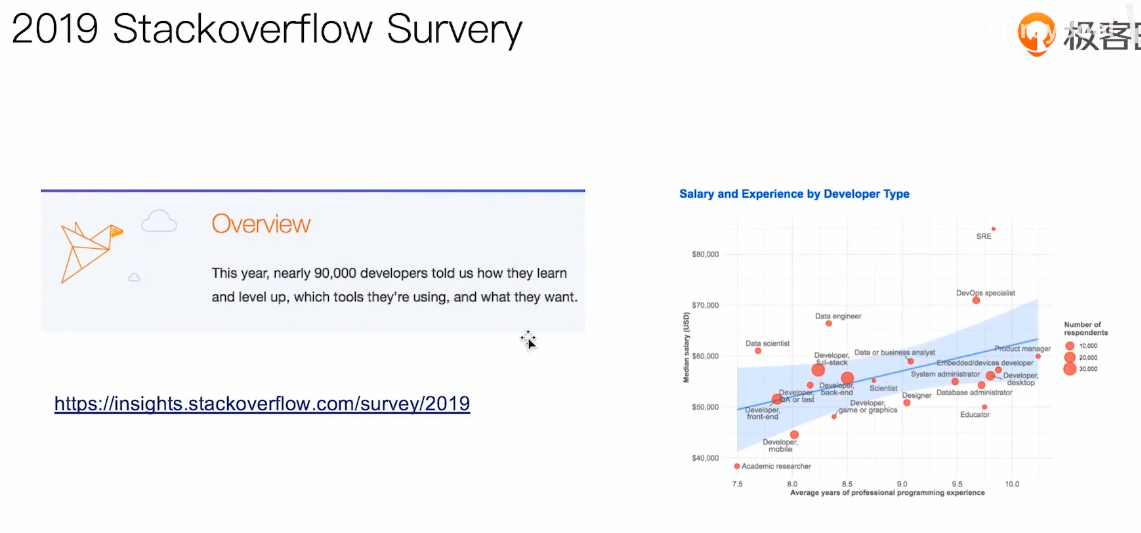 2019 Stackoverflow Survery
极客
Overview
This year, nearly 90,000 developers told us how they learn
and level up, which tools they're using, and what they want.
https://insights.stackoverflow.com/survey/2019
Salary and Experience by Developer Type
Median salary (USD)
$80,000
$70,000
$60,000
$50,000
$40,000
SRE
DevOps specialist
Data engineer
Data scientist
Developer,
full-stack
Data or business analyst
Product manager
Embedded/devices developer
System administrator
Developer,
desktop
Developer,
QA or test
Developer,
back-end
Scientist
Database administrator
Designer
Developer,
front-end
Developer,
game or graphics
Educator
Developer,
mobile
Academic researcher
7.5
8.0
8.5
9.0
9.5
10.0
Average years of professional programming experience
Number of
respondents
10,000
20,000
30,000